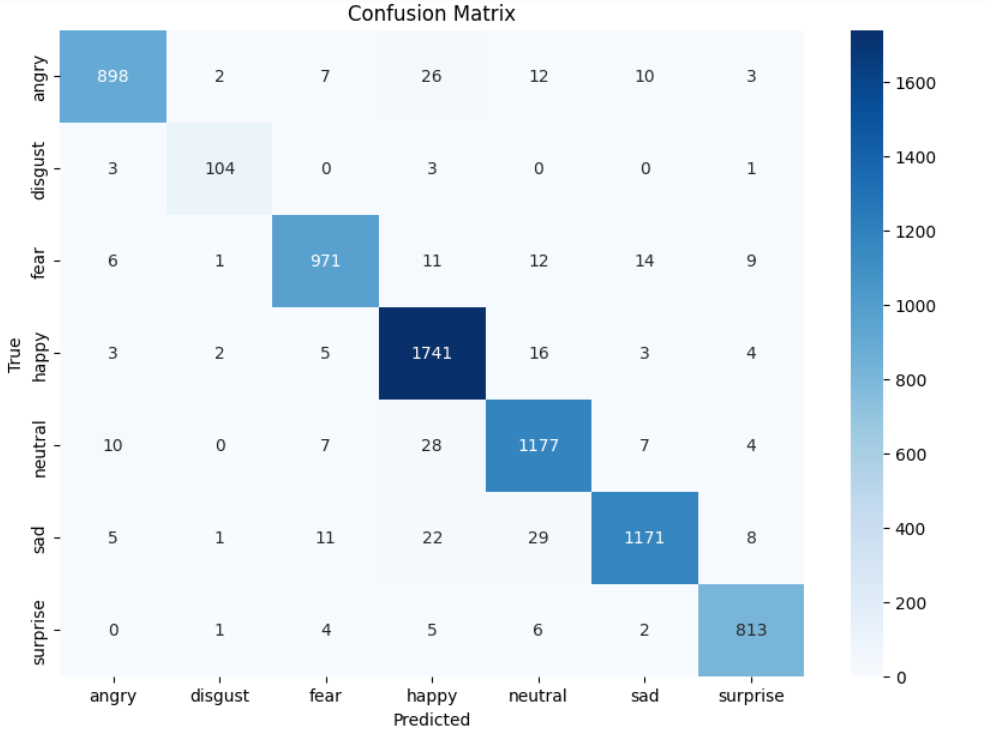 Confusion Matrix
angry 898 2 7 26 12 10 3
disgust 3 104 0 3 0 0 1
fear 6 1 971 11 12 14 9
happy 3 2 5 1741 16 3 4
neutral 10 0 7 28 1177 7 4
sad 5 1 11 22 29 1171 8
surprise 0 1 4 5 6 2 813
True
angry disgust fear happy neutral sad surprise
Predicted
1600
1400
1200
1000
800
600
400
200
0